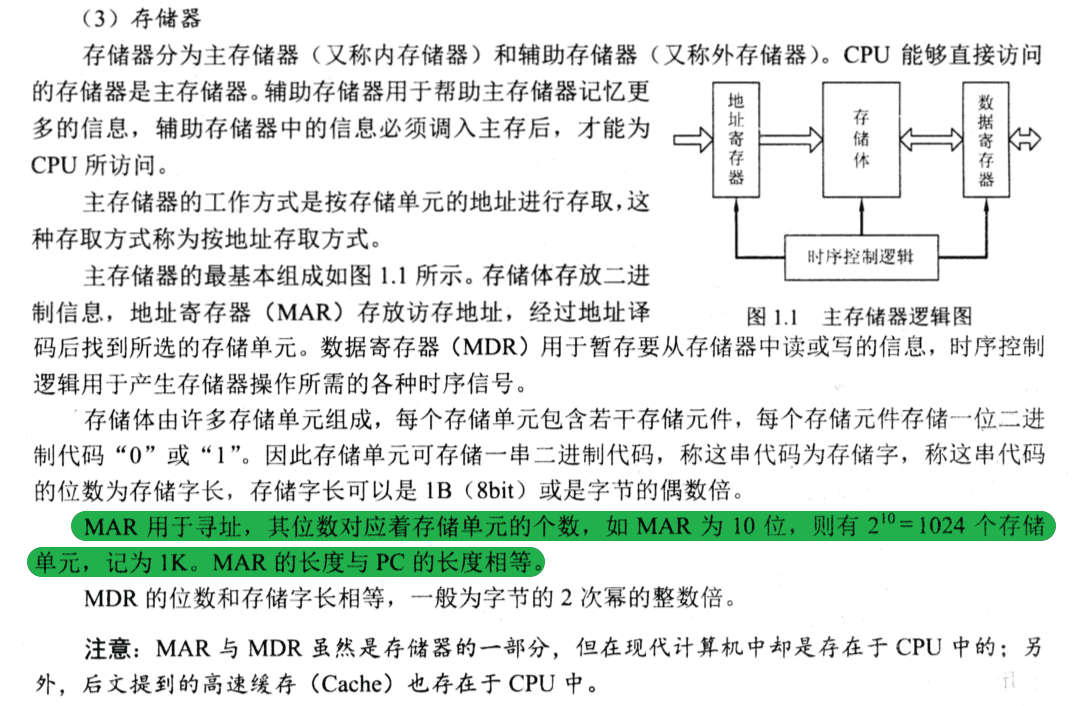 （3）存储器
存储器分为主存储器（又称内存储器）和辅助存储器（又称外存储器）。CPU 能够直接访问
的存储器是主存储器。辅助存储器用于帮助主存储器记忆更
多的信息，辅助存储器中的信息必须调入主存后，才能为
CPU 所访问。
主存储器的工作方式是按存储单元的地址进行存取，这
种存取方式称为按地址存取方式。
主存储器的最基本组成如图 1.1 所示。存储体存放二进
制信息，地址寄存器（MAR）存放访存地址，经过地址译
地址寄存器
存储体
数据寄存器
时序控制逻辑
图 1.1 主存储器逻辑图
码后找到所选的存储单元。数据寄存器（MDR）用于暂存要从存储器中读或写的信息，时序控制
逻辑用于产生存储器操作所需的各种时序信号。
存储体由许多存储单元组成，每个存储单元包含若干存储元件，每个存储元件存储一位二进
制代码“0”或“1”。因此存储单元可存储一串二进制代码，称这串代码为存储字，称这串代码
的位数为存储字长，存储字长可以是 1B（8bit）或是字节的偶数倍。
MAR 用于寻址，其位数对应着存储单元的个数，如 MAR 为 10 位，则有 2¹⁰=1024 个存储
单元，记为 1K。MAR 的长度与 PC 的长度相等。
MDR 的位数和存储字长相等，一般为字节的 2 次幂的整数倍。
注意：MAR 与 MDR 虽然是存储器的一部分，但在现代计算机中却是存在于 CPU 中的；另
外，后文提到的高速缓存（Cache）也存在于 CPU 中。